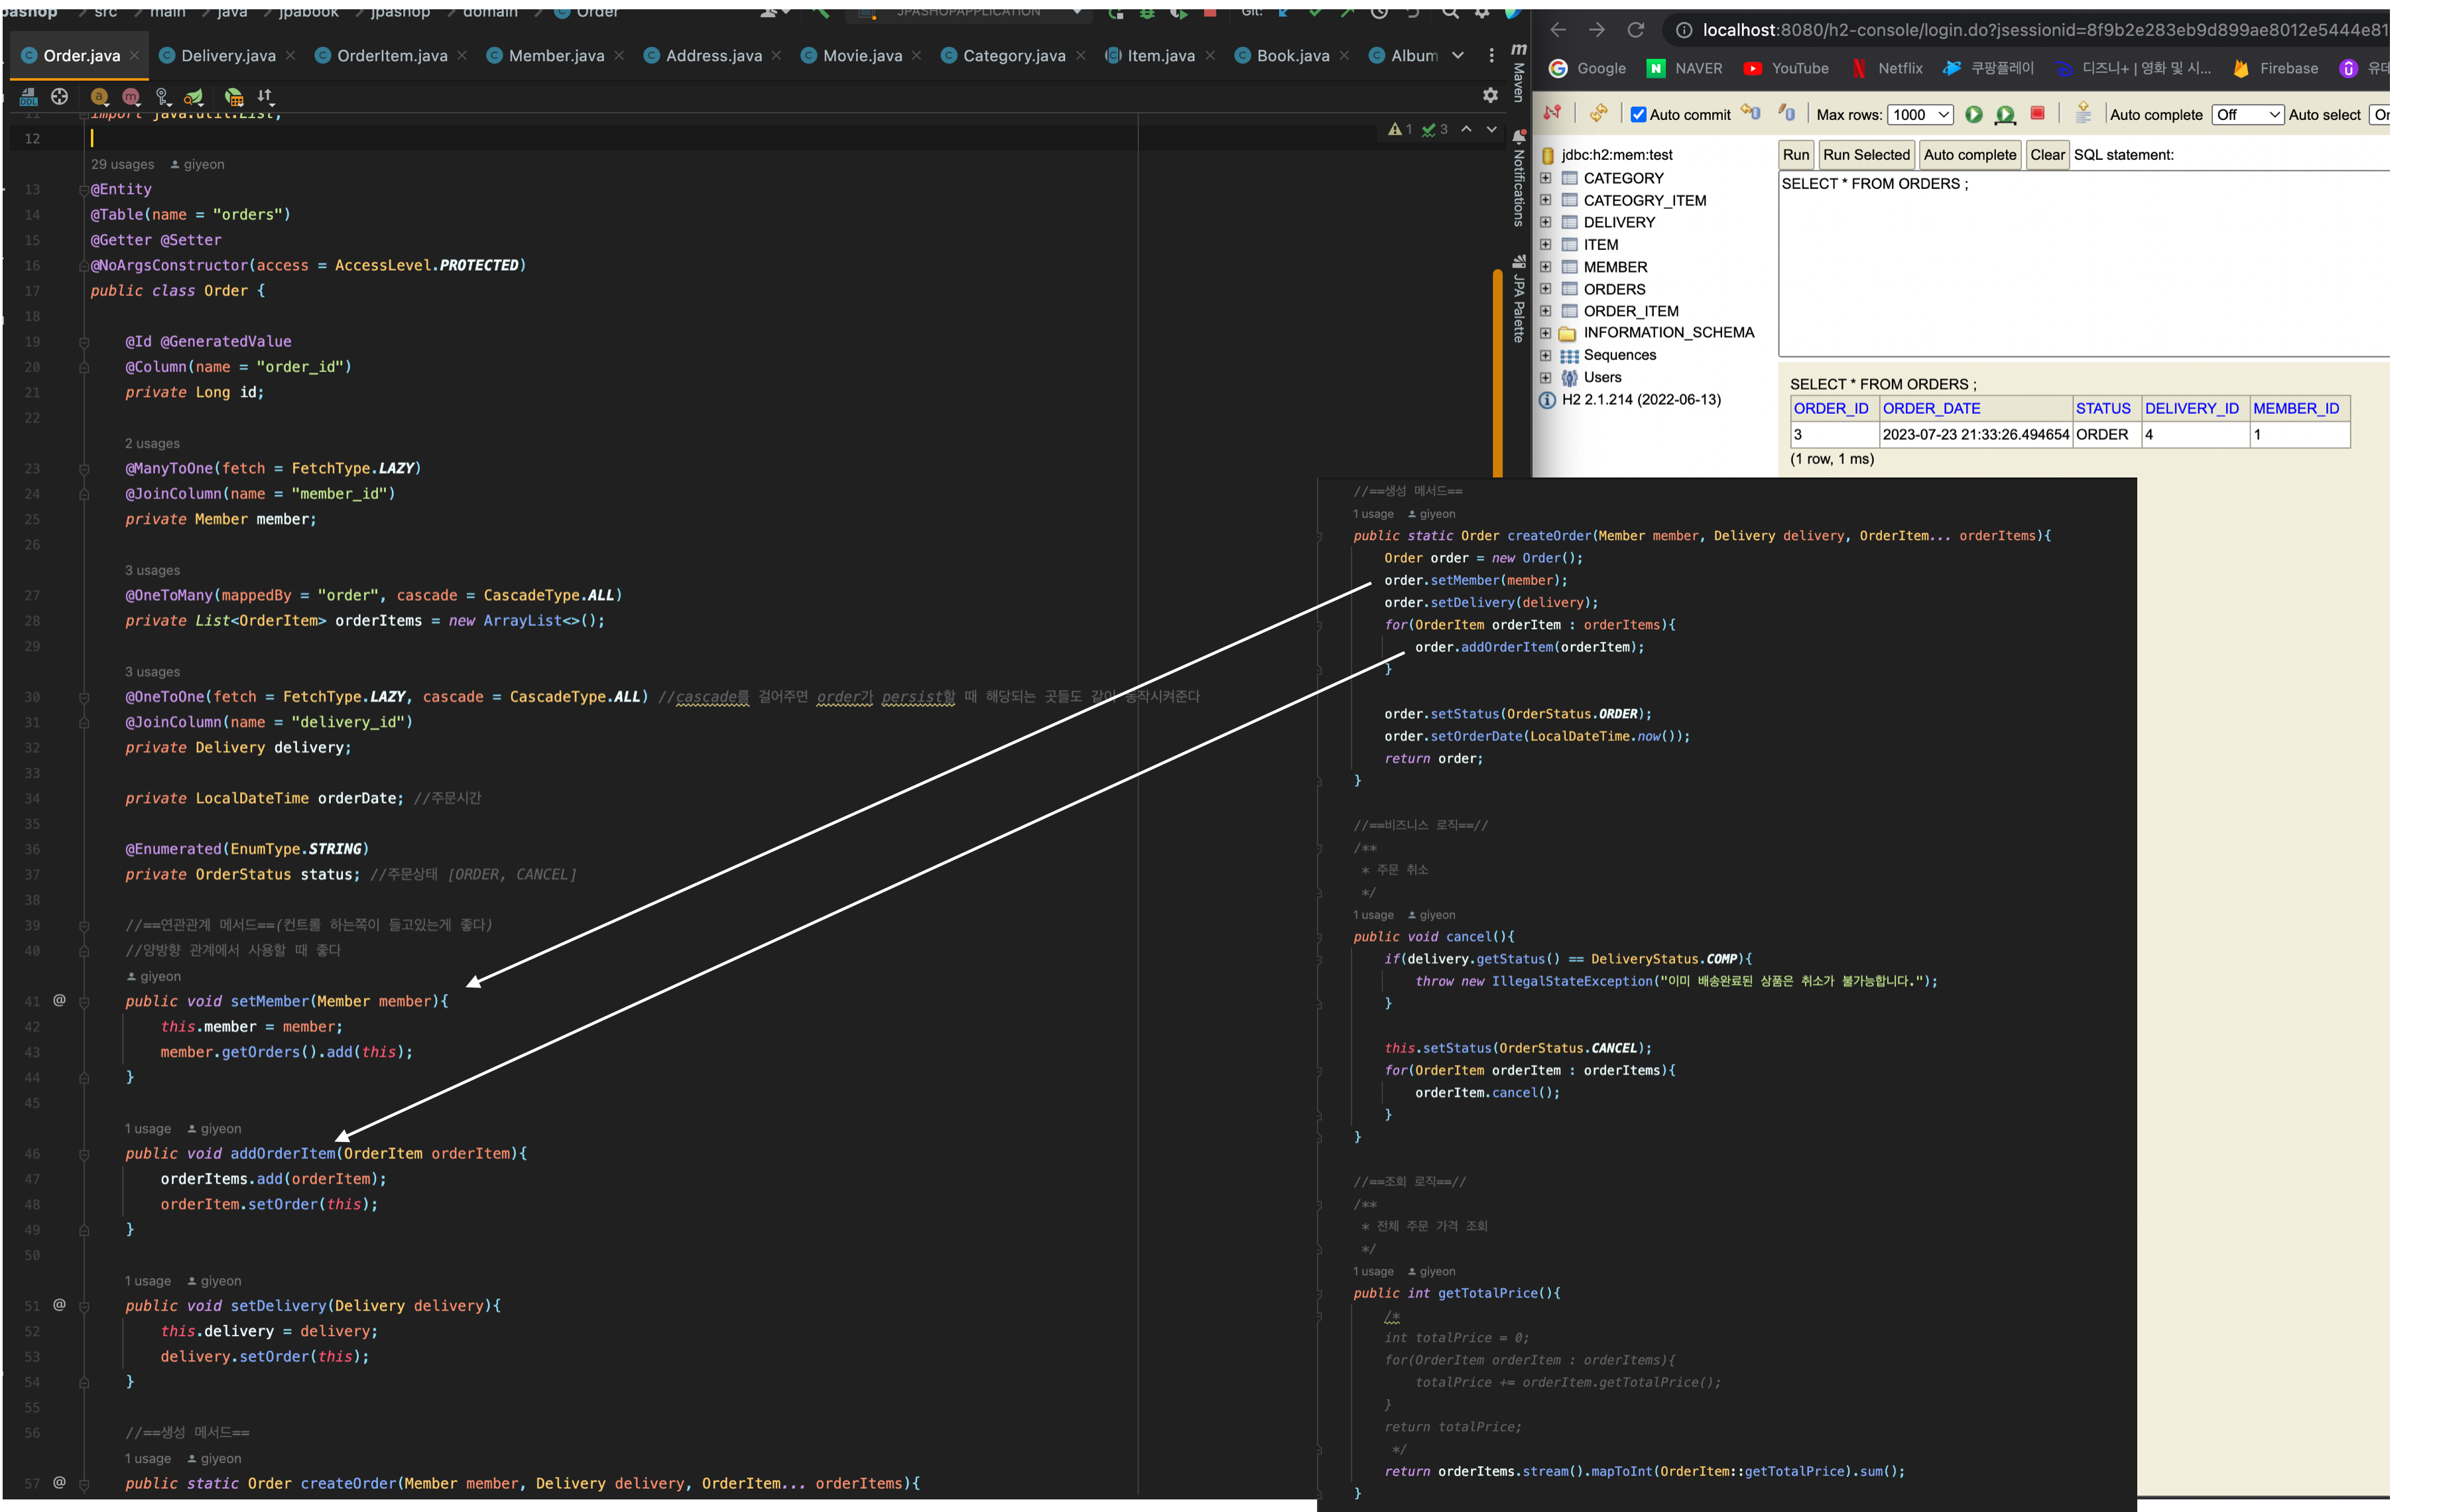 pashop src main java jpabook jpashop domain Order JPASHOPAPPLICATION Git:
Order.java Delivery.java OrderItem.java Member.java Address.java Movie.java Category.java Item.java Book.java Album
1 3
11 import java.util.List;
12
29 usages giyeon
13 @Entity
14 @Table(name = "orders")
15 @Getter @Setter
16 @NoArgsConstructor(access = AccessLevel.PROTECTED)
17 public class Order {
18
19 @Id @GeneratedValue
20 @Column(name = "order_id")
21 private Long id;
22
2 usages
23 @ManyToOne(fetch = FetchType.LAZY)
24 @JoinColumn(name = "member_id")
25 private Member member;
26
3 usages
27 @OneToMany(mappedBy = "order", cascade = CascadeType.ALL)
28 private List<OrderItem> orderItems = new ArrayList<>();
29
3 usages
30 @OneToOne(fetch = FetchType.LAZY, cascade = CascadeType.ALL) //cascade를 걸어주면 order가 persist할 때 해당되는 곳들도 같이 동작시켜준다
31 @JoinColumn(name = "delivery_id")
32 private Delivery delivery;
33
34 private LocalDateTime orderDate; //주문시간
35
36 @Enumerated(EnumType.STRING)
37 private OrderStatus status; //주문상태 [ORDER, CANCEL]
38
39 //==연관관계 메서드==(컨트롤 하는쪽이 들고있는게 좋다)
40 //양방향 관계에서 사용할 때 좋다
giyeon
41 @ public void setMember(Member member){
42 this.member = member;
43 member.getOrders().add(this);
44 }
45
1 usage giyeon
46 public void addOrderItem(OrderItem orderItem){
47 orderItems.add(orderItem);
48 orderItem.setOrder(this);
49 }
50
1 usage giyeon
51 @ public void setDelivery(Delivery delivery){
52 this.delivery = delivery;
53 delivery.setOrder(this);
54 }
55
56 //==생성 메서드==
1 usage giyeon
57 @ public static Order createOrder(Member member, Delivery delivery, OrderItem... orderItems){
m Maven
Notifications
JPA Palette
localhost:8080/h2-console/login.do?jsessionid=8f9b2e283eb9d899ae8012e5444e81
Google NAVER YouTube Netflix 쿠팡플레이 디즈니+ | 영화 및 시... Firebase 유데
Auto commit Max rows: 1000 Auto complete Off Auto select On
jdbc:h2:mem:test
CATEGORY
CATEOGRY_ITEM
DELIVERY
ITEM
MEMBER
ORDERS
ORDER_ITEM
INFORMATION_SCHEMA
Sequences
Users
H2 2.1.214 (2022-06-13)
Run Run Selected Auto complete Clear SQL statement:
SELECT * FROM ORDERS ;
SELECT * FROM ORDERS ;
ORDER_ID ORDER_DATE STATUS DELIVERY_ID MEMBER_ID
3 2023-07-23 21:33:26.494654 ORDER 4 1
(1 row, 1 ms)
//==생성 메서드==
1 usage giyeon
public static Order createOrder(Member member, Delivery delivery, OrderItem... orderItems){
Order order = new Order();
order.setMember(member);
order.setDelivery(delivery);
for(OrderItem orderItem : orderItems){
order.addOrderItem(orderItem);
}
order.setStatus(OrderStatus.ORDER);
order.setOrderDate(LocalDateTime.now());
return order;
}
//==비즈니스 로직==//
/**
* 주문 취소
*/
1 usage giyeon
public void cancel(){
if(delivery.getStatus() == DeliveryStatus.COMP){
throw new IllegalStateException("이미 배송완료된 상품은 취소가 불가능합니다.");
}
this.setStatus(OrderStatus.CANCEL);
for(OrderItem orderItem : orderItems){
orderItem.cancel();
}
}
//==조회 로직==//
/**
* 전체 주문 가격 조회
*/
1 usage giyeon
public int getTotalPrice(){
/*
int totalPrice = 0;
for(OrderItem orderItem : orderItems){
totalPrice += orderItem.getTotalPrice();
}
return totalPrice;
*/
return orderItems.stream().mapToInt(OrderItem::getTotalPrice).sum();
}